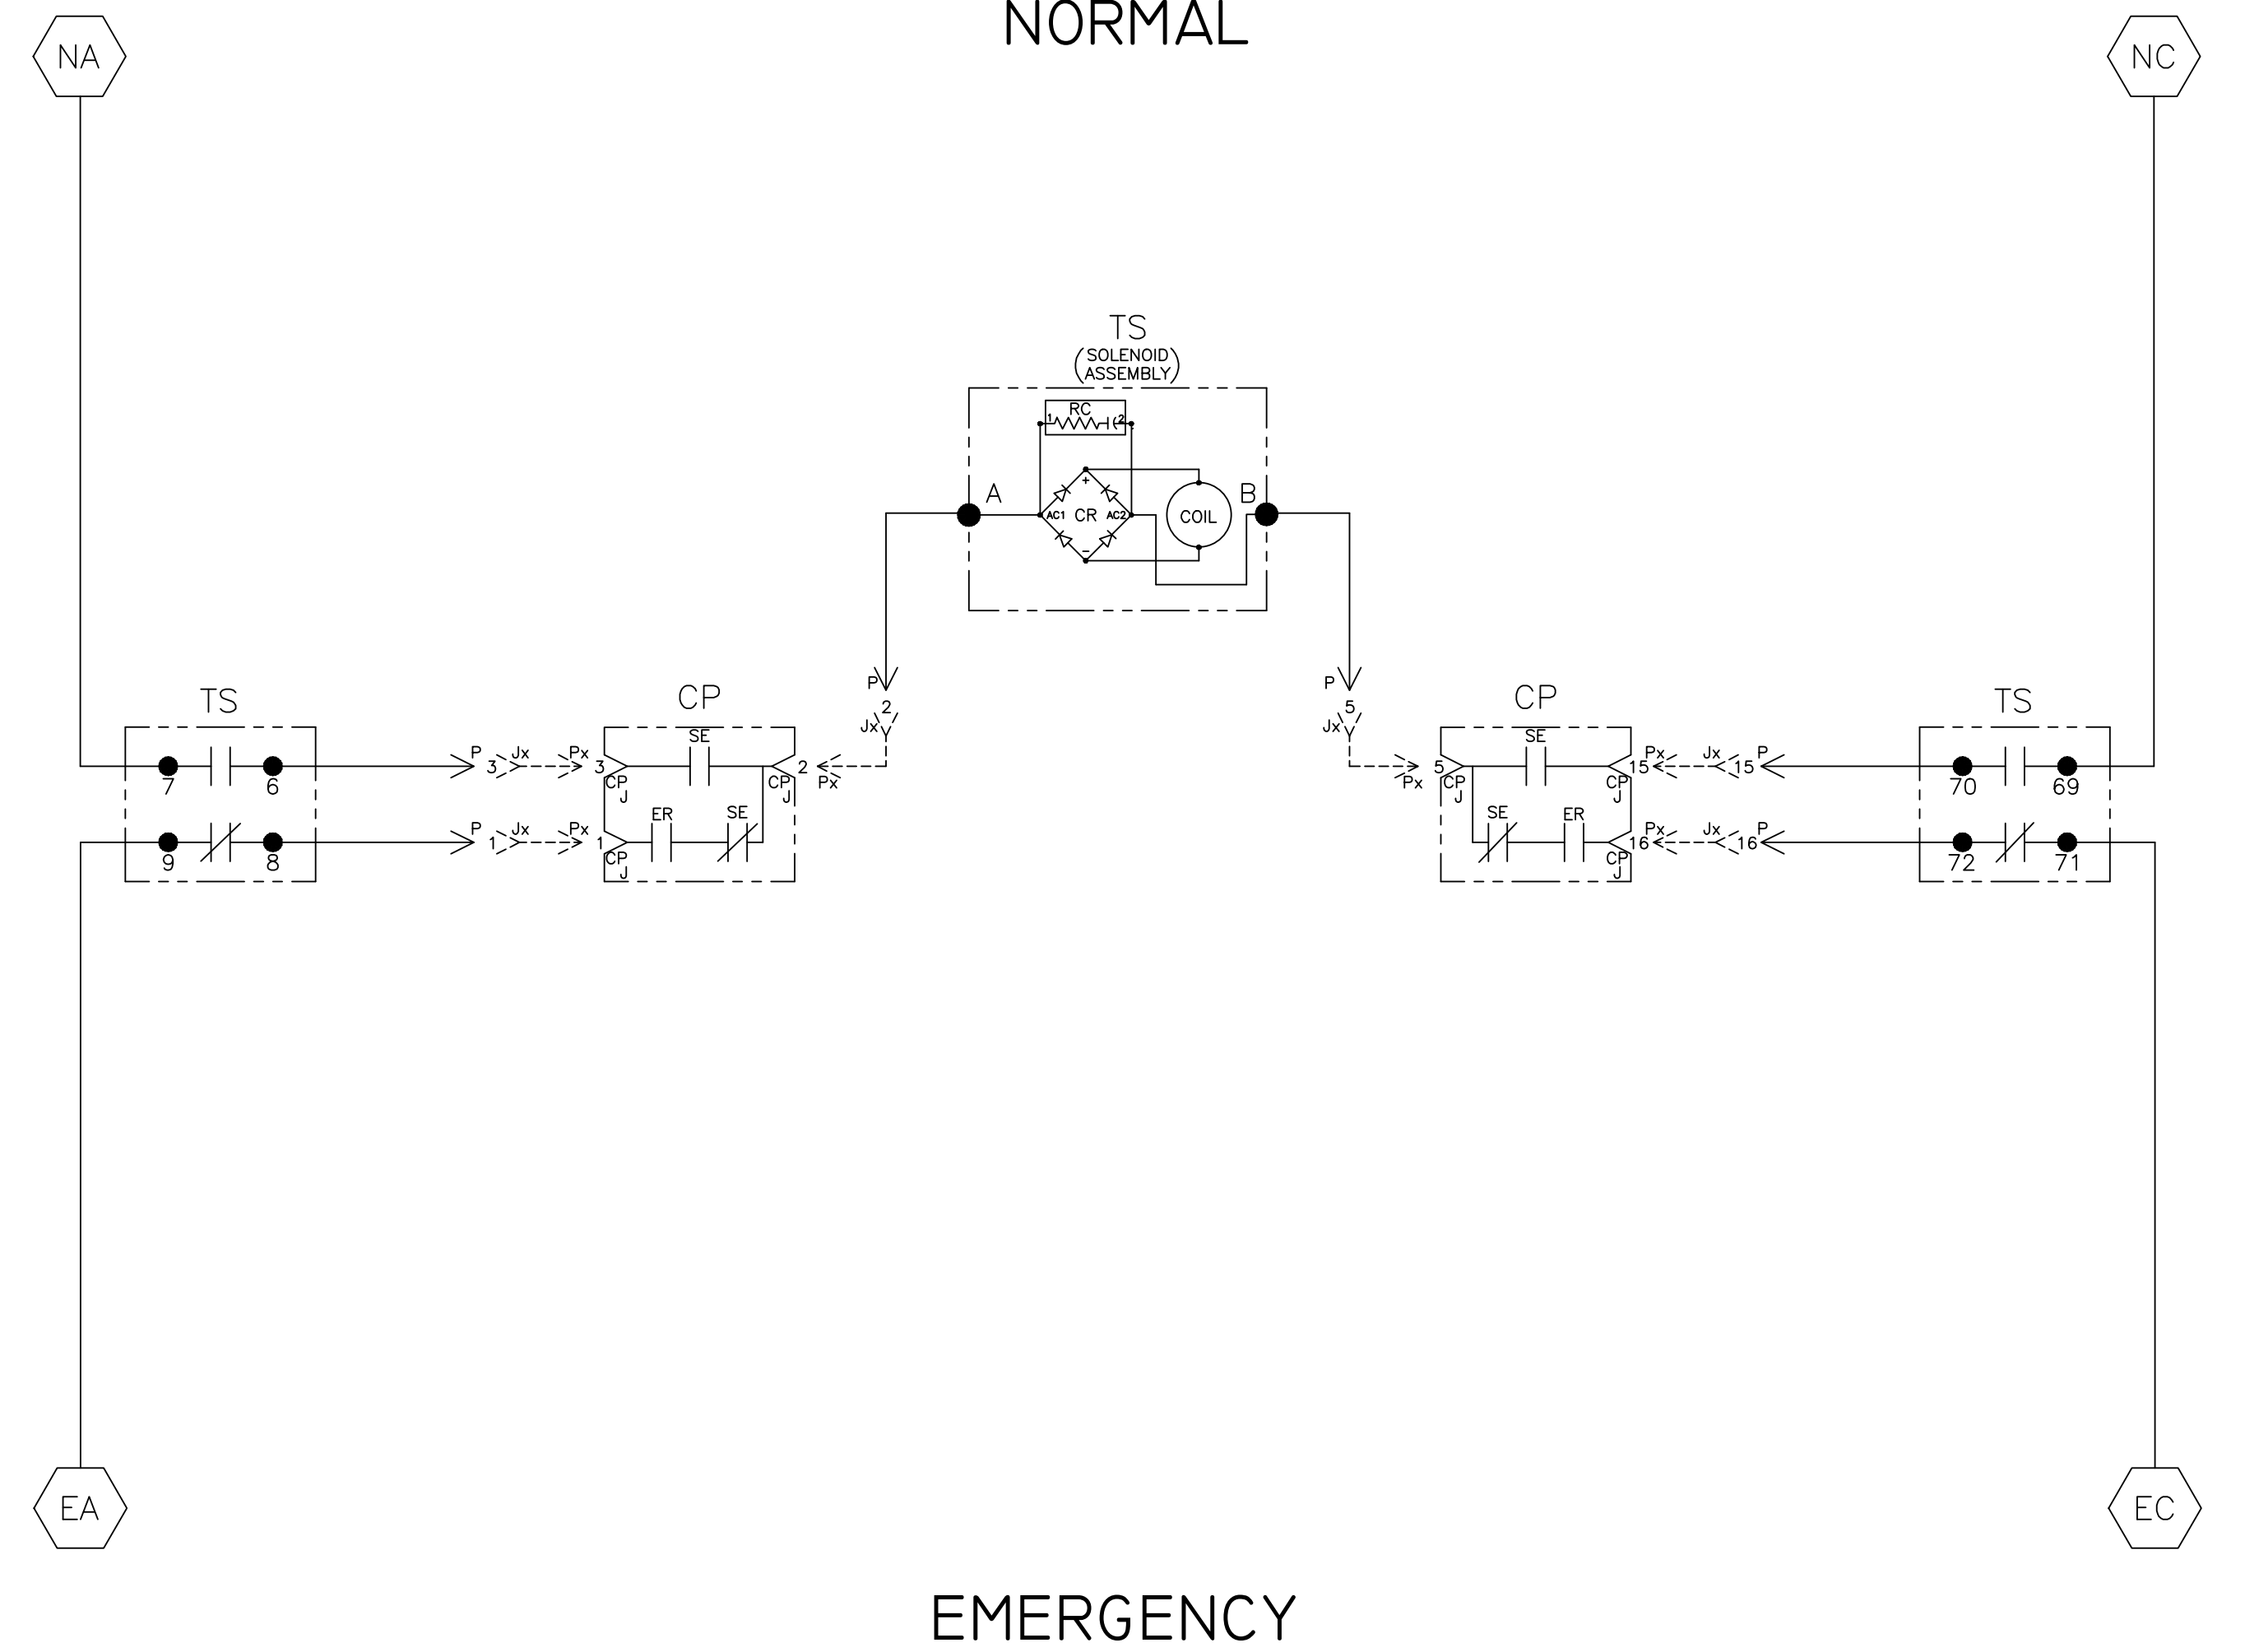 NORMAL
NA
NC
TS
(SOLENOID
ASSEMBLY)
RC
1 2
+
A B
AC1 CR AC2 COIL
−
P P
2 5
Jx Jx
TS CP CP TS
SE SE
P Jx Px Px Jx P
7 6 3 3 2 5 15 15 70 69
CP J CP J Px Px CP J CP J
ER SE SE ER
P Jx Px Px Jx P
9 8 1 1 16 16 72 71
CP J CP J
EA
EC
EMERGENCY